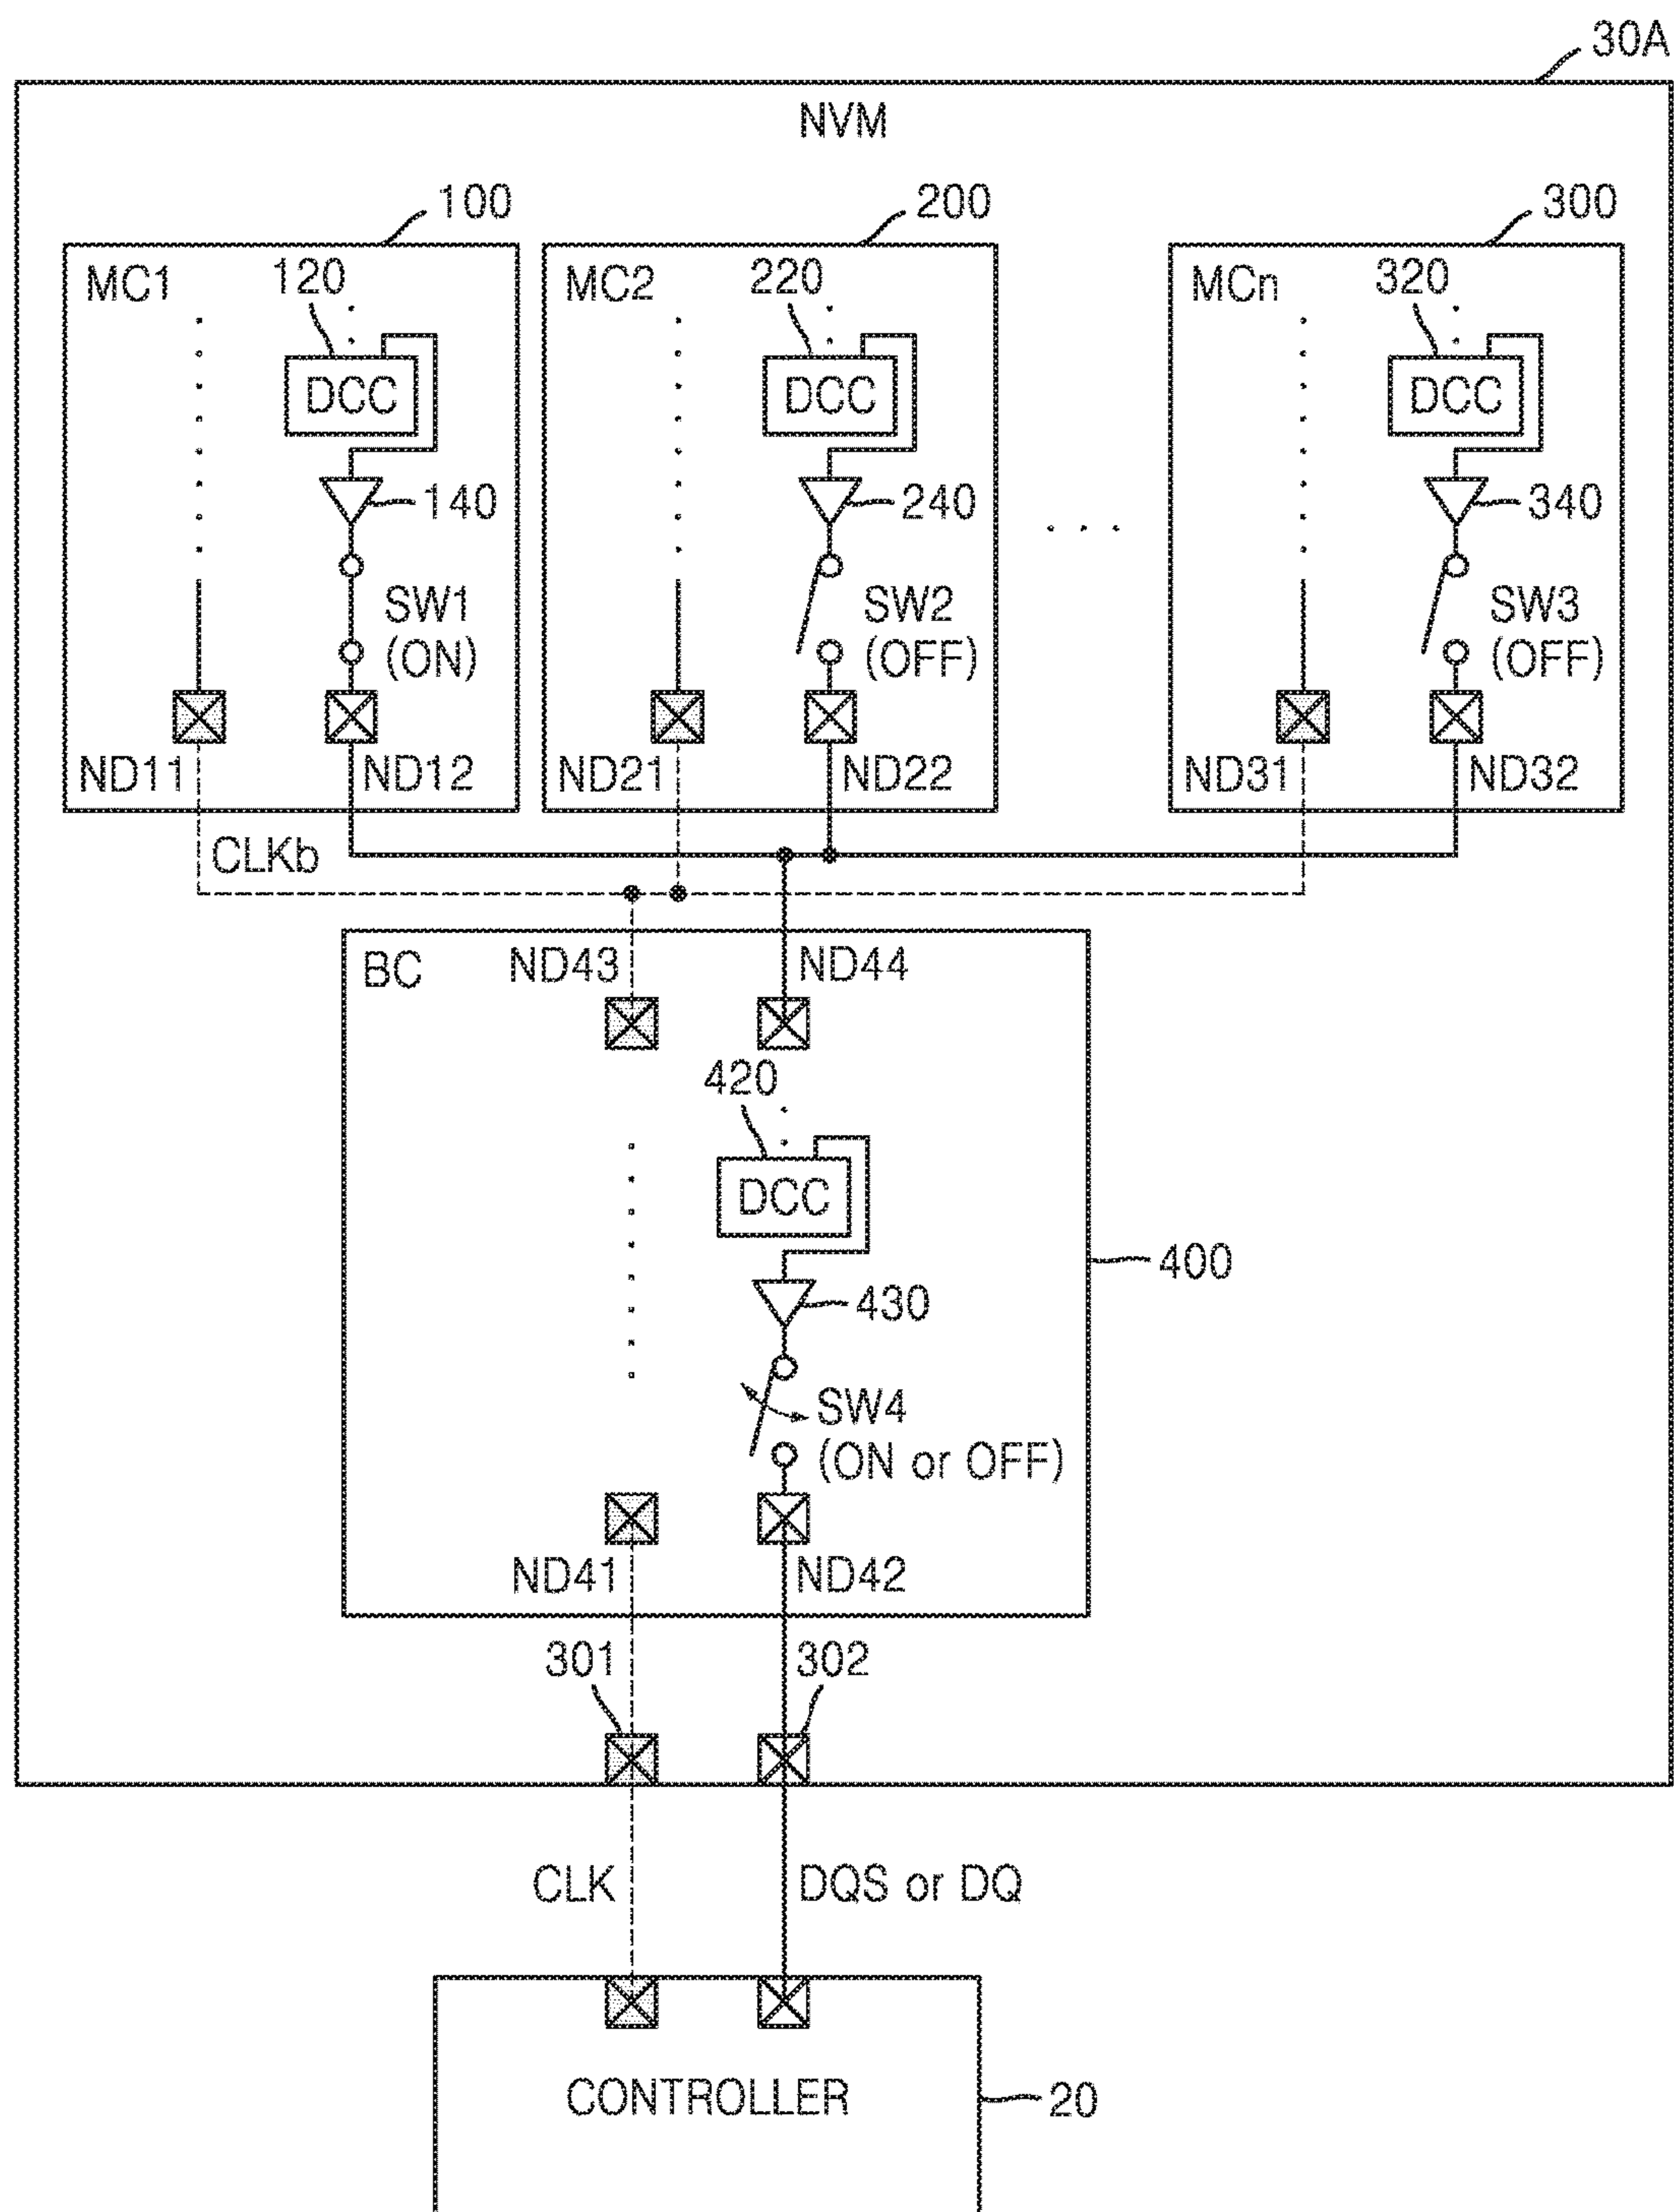 30A
NVM
100
200
300
MC1
120
MC2
220
MCn
320
DCC
DCC
DCC
140
240
340
SW1
(ON)
SW2
(OFF)
SW3
(OFF)
ND11
ND12
ND21
ND22
ND31
ND32
CLKb
BC
ND43
ND44
420
DCC
400
430
SW4
(ON or OFF)
ND41
ND42
301
302
CLK
DQS or DQ
CONTROLLER
20